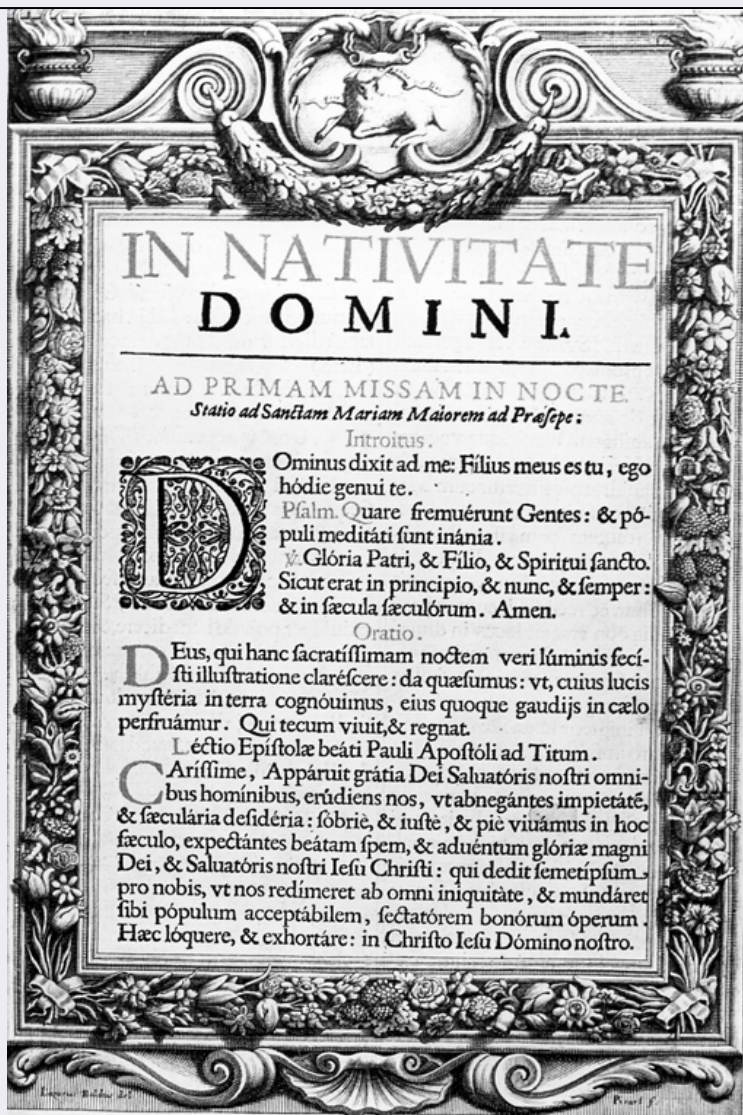 IN NATIVITATE
DOMINI.
AD PRIMAM MISSAM IN NOCTE.
Statio ad Sanctam Mariam Maiorem ad Præsepe:
Introitus.
DOminus dixit ad me: Fílius meus es tu, ego
hódie genui te.
Psalm. Quare fremuérunt Gentes: & pó-
puli meditáti ſunt inánia.
℣. Glória Patri, & Fílio, & Spiritui ſancto.
Sicut erat in principio, & nunc, & ſemper:
& in ſæcula ſæculórum. Amen.
Oratio.
DEus, qui hanc ſacratíſſimam noctem veri lúminis fecí-
ſti illuſtratione claréſcere: da quæſumus: vt, cuius lucis
myſtéria in terra cognóuimus, eius quoque gaudijs in cælo
perfruámur. Qui tecum viuit, & regnat.
Léctio Epíſtolæ beáti Pauli Apoſtóli ad Titum.
CAríſſime, Appáruit grátia Dei Saluatóris noſtri omni-
bus homínibus, erúdiens nos, vt abnegántes impietátẽ,
& ſæculária deſidéria: ſóbriè, & iuſtè, & piè viuámus in hoc
ſæculo, expectántes beátam ſpem, & aduéntum glóriæ magni
Dei, & Saluatóris noſtri Ieſu Chriſti: qui dedit ſemetípſum
pro nobis, vt nos redímeret ab omni iniquitàte, & mundáret
ſibi pópulum acceptábilem, ſectatórem bonórum óperum.
Hæc lóquere, & exhortáre: in Chriſto Ieſu Dómino noſtro.